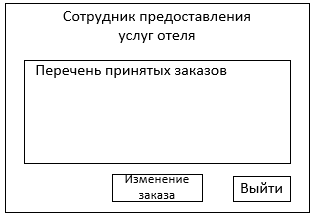 Сотрудник предоставления
услуг отеля
Перечень принятых заказов
Изменение
заказа
Выйти